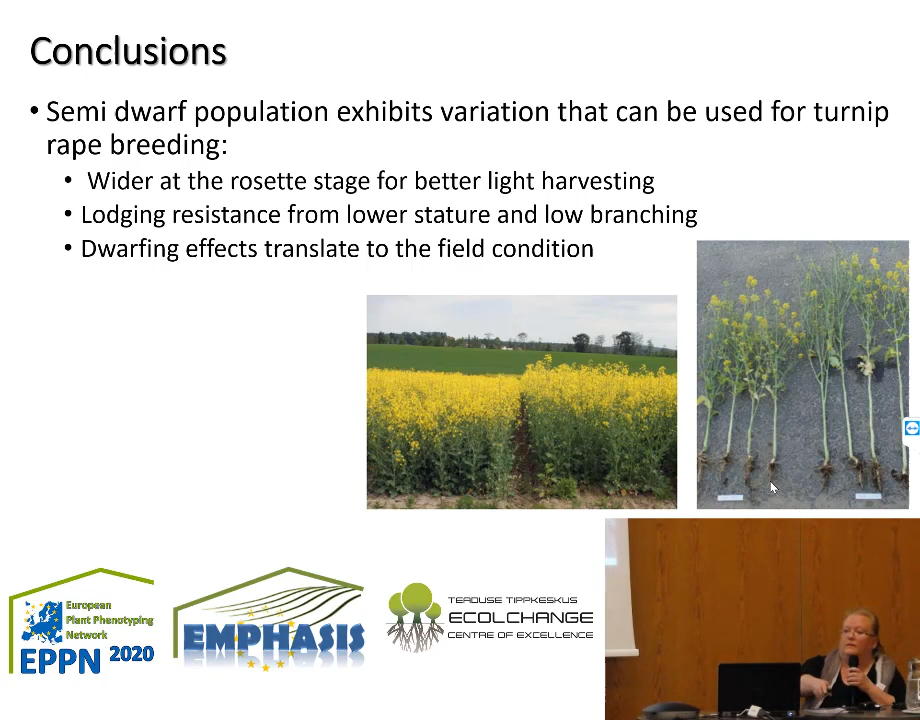 Conclusions
• Semi dwarf population exhibits variation that can be used for turnip
rape breeding:
• Wider at the rosette stage for better light harvesting
• Lodging resistance from lower stature and low branching
• Dwarfing effects translate to the field condition
European
Plant Phenotyping
Network
EPPN 2020
EMPHASIS
TEADUSE TIPPKESKUS
ECOLCHANGE
CENTRE OF EXCELLENCE